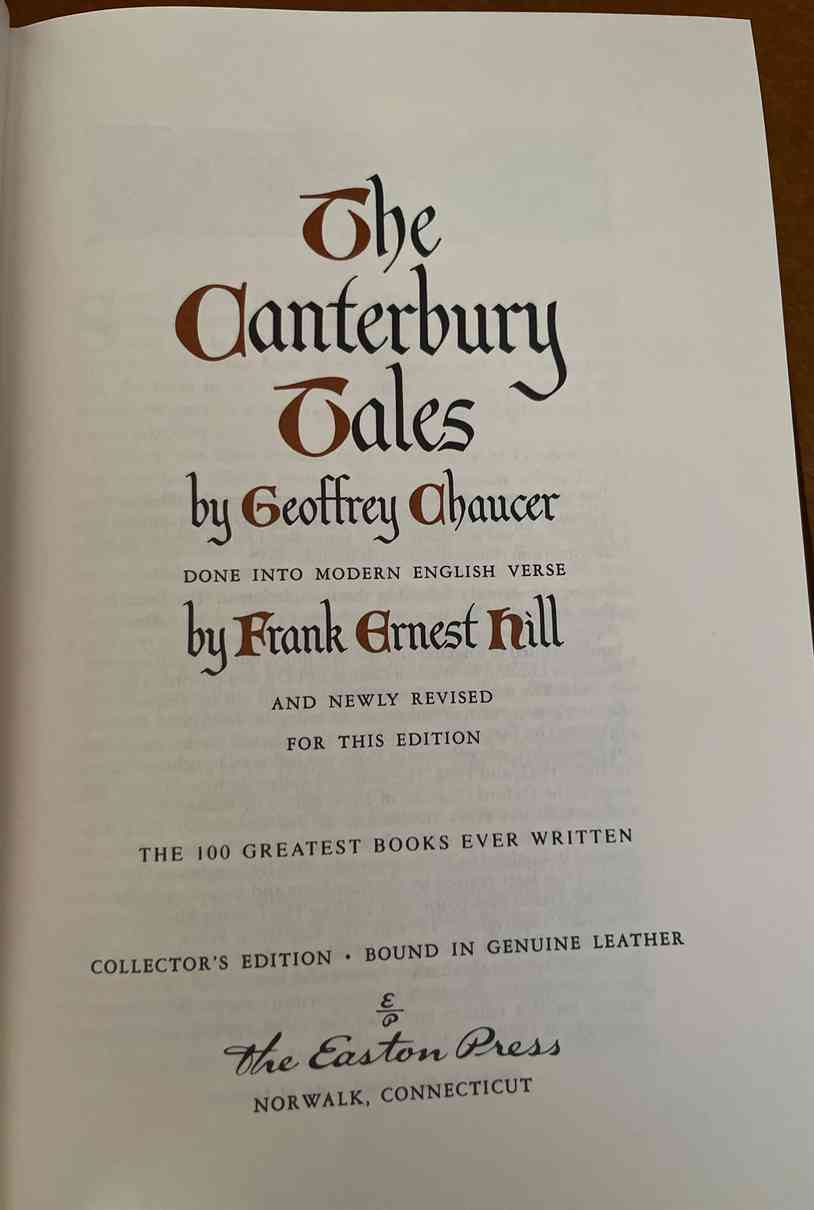 The
Canterbury
Tales
by Geoffrey Chaucer
DONE INTO MODERN ENGLISH VERSE
by Frank Ernest Hill
AND NEWLY REVISED
FOR THIS EDITION
THE 100 GREATEST BOOKS EVER WRITTEN
COLLECTOR'S EDITION · BOUND IN GENUINE LEATHER
E
P
The Easton Press
NORWALK, CONNECTICUT